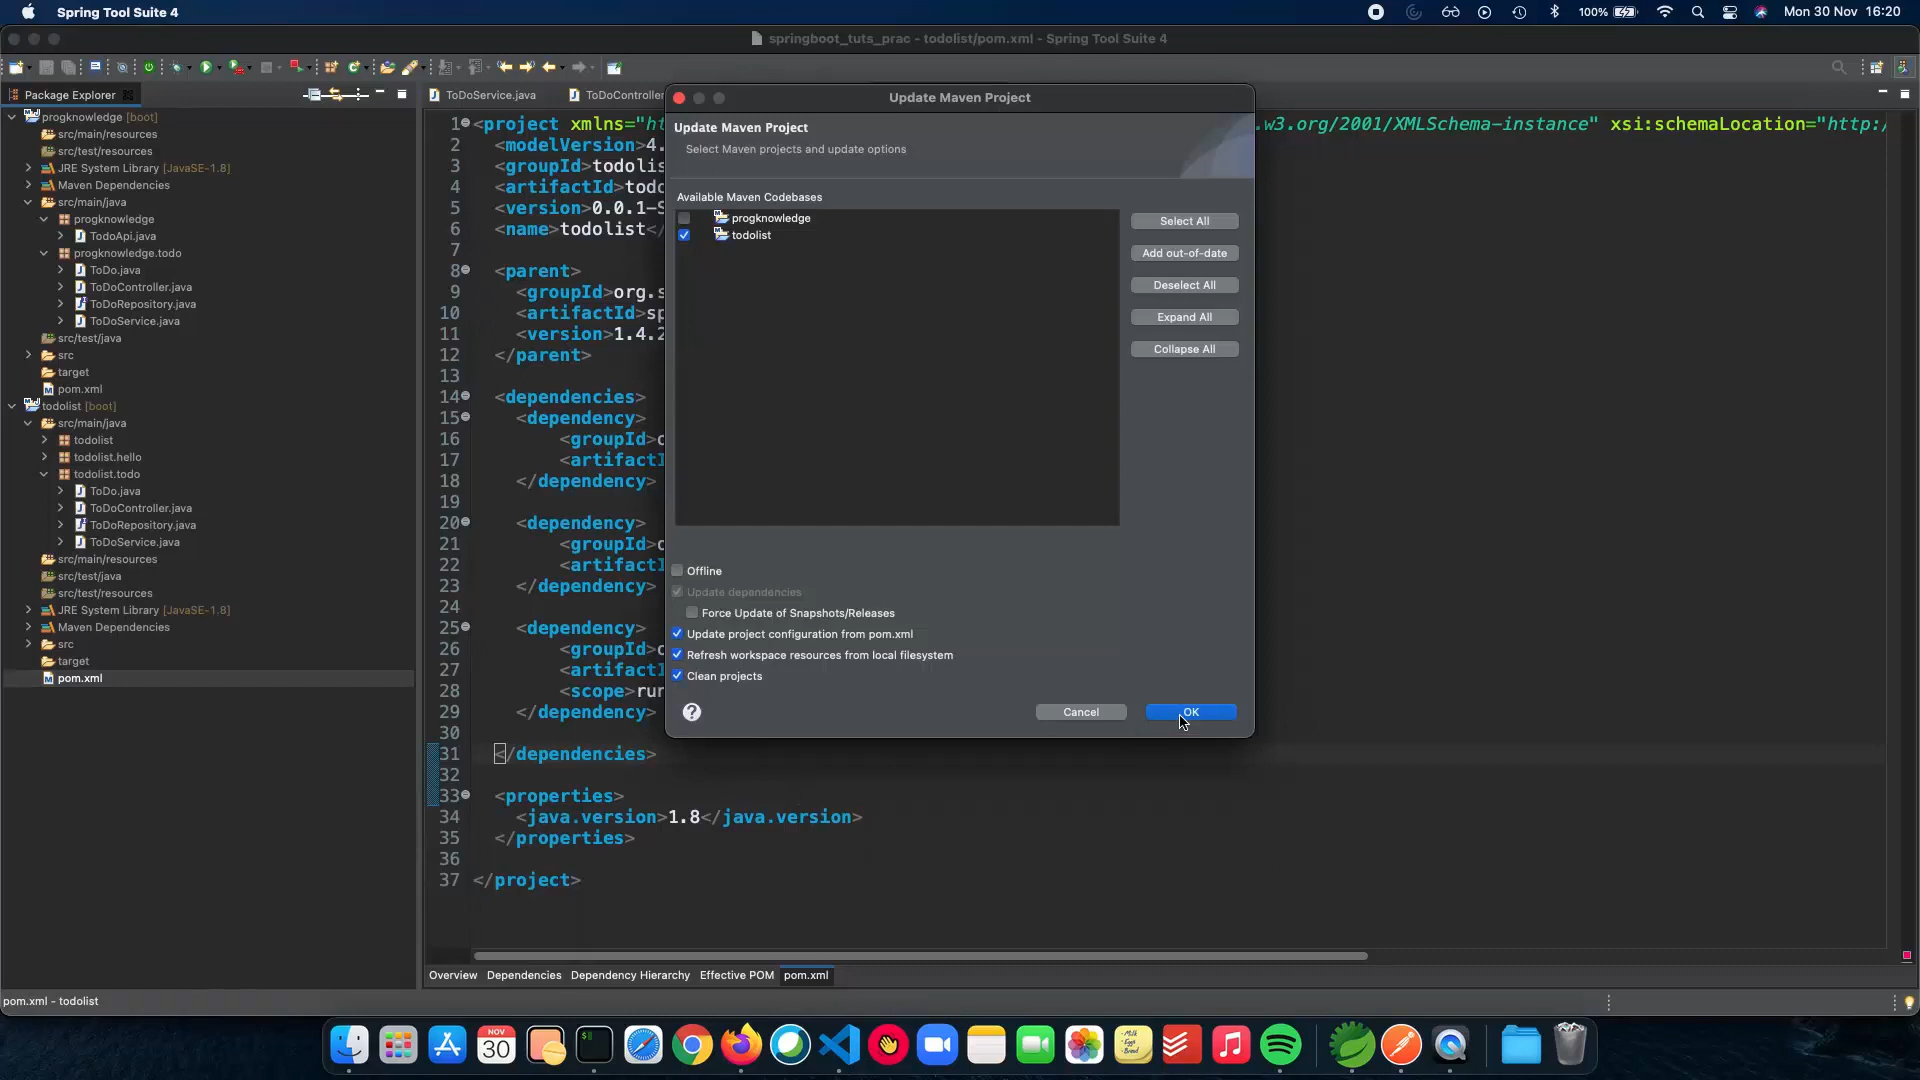 Spring Tool Suite 4
100%
Mon 30 Nov 16:20
springboot_tuts_prac - todolist/pom.xml - Spring Tool Suite 4
Package Explorer
progknowledge [boot]
src/main/resources
src/test/resources
JRE System Library [JavaSE-1.8]
Maven Dependencies
src/main/java
progknowledge
TodoApi.java
progknowledge.todo
ToDo.java
ToDoController.java
ToDoRepository.java
ToDoService.java
src/test/java
src
target
pom.xml
todolist [boot]
src/main/java
todolist
todolist.hello
todolist.todo
ToDo.java
ToDoController.java
ToDoRepository.java
ToDoService.java
src/main/resources
src/test/java
src/test/resources
JRE System Library [JavaSE-1.8]
Maven Dependencies
src
target
pom.xml
ToDoService.java
ToDoController
1 <project xmlns="ht .w3.org/2001/XMLSchema-instance" xsi:schemaLocation="http:/
2 <modelVersion>4.
3 <groupId>todolis
4 <artifactId>todo
5 <version>0.0.1-S
6 <name>todolist</
7
8 <parent>
9 <groupId>org.s
10 <artifactId>sp
11 <version>1.4.2
12 </parent>
13
14 <dependencies>
15 <dependency>
16 <groupId>o
17 <artifactI
18 </dependency>
19
20 <dependency>
21 <groupId>o
22 <artifactI
23 </dependency>
24
25 <dependency>
26 <groupId>o
27 <artifactI
28 <scope>run
29 </dependency>
30
31 </dependencies>
32
33 <properties>
34 <java.version>1.8</java.version>
35 </properties>
36
37 </project>
Update Maven Project
Update Maven Project
Select Maven projects and update options
Available Maven Codebases
progknowledge
todolist
Select All
Add out-of-date
Deselect All
Expand All
Collapse All
Offline
Update dependencies
Force Update of Snapshots/Releases
Update project configuration from pom.xml
Refresh workspace resources from local filesystem
Clean projects
?
Cancel
OK
Overview Dependencies Dependency Hierarchy Effective POM pom.xml
pom.xml - todolist
NOV
30